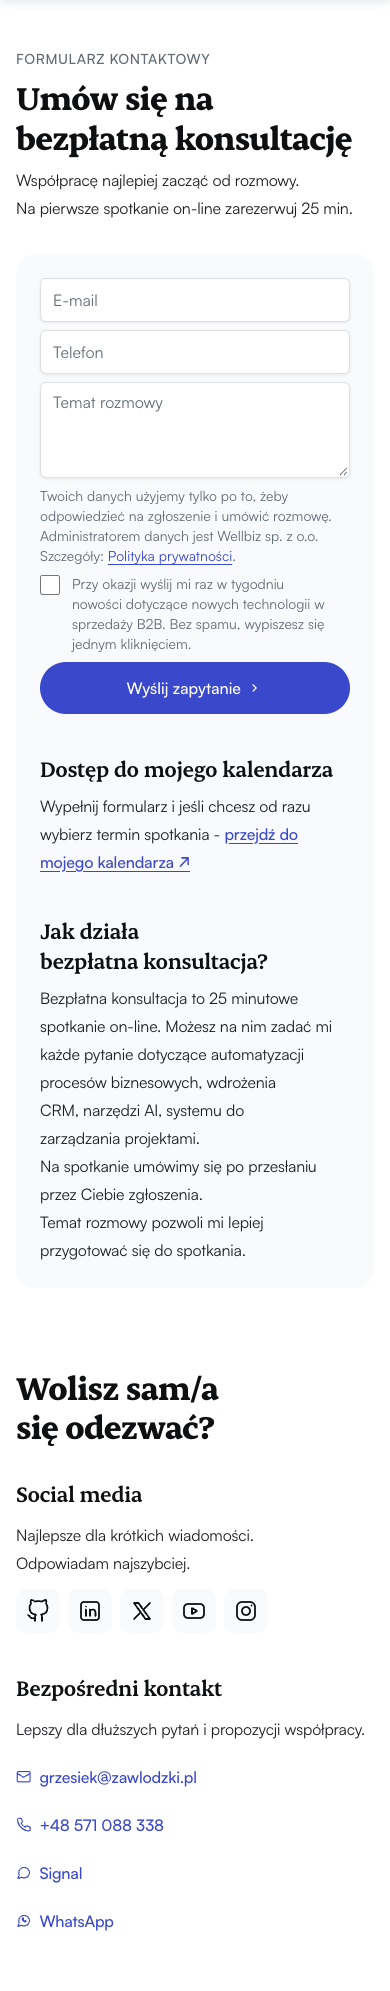 FORMULARZ KONTAKTOWY
Umów się na
bezpłatną konsultację
Współpracę najlepiej zacząć od rozmowy.
Na pierwsze spotkanie on-line zarezerwuj 25 min.
E-mail
Telefon
Temat rozmowy
Twoich danych użyjemy tylko po to, żeby
odpowiedzieć na zgłoszenie i umówić rozmowę.
Administratorem danych jest Wellbiz sp. z o.o.
Szczegóły: Polityka prywatności.
Przy okazji wyślij mi raz w tygodniu
nowości dotyczące nowych technologii w
sprzedaży B2B. Bez spamu, wypiszesz się
jednym kliknięciem.
Wyślij zapytanie
Dostęp do mojego kalendarza
Wypełnij formularz i jeśli chcesz od razu
wybierz termin spotkania - przejdź do
mojego kalendarza ↗
Jak działa
bezpłatna konsultacja?
Bezpłatna konsultacja to 25 minutowe
spotkanie on-line. Możesz na nim zadać mi
każde pytanie dotyczące automatyzacji
procesów biznesowych, wdrożenia
CRM, narzędzi AI, systemu do
zarządzania projektami.
Na spotkanie umówimy się po przesłaniu
przez Ciebie zgłoszenia.
Temat rozmowy pozwoli mi lepiej
przygotować się do spotkania.
Wolisz sam/a
się odezwać?
Social media
Najlepsze dla krótkich wiadomości.
Odpowiadam najszybciej.
Bezpośredni kontakt
Lepszy dla dłuższych pytań i propozycji współpracy.
grzesiek@zawlodzki.pl
+48 571 088 338
Signal
WhatsApp